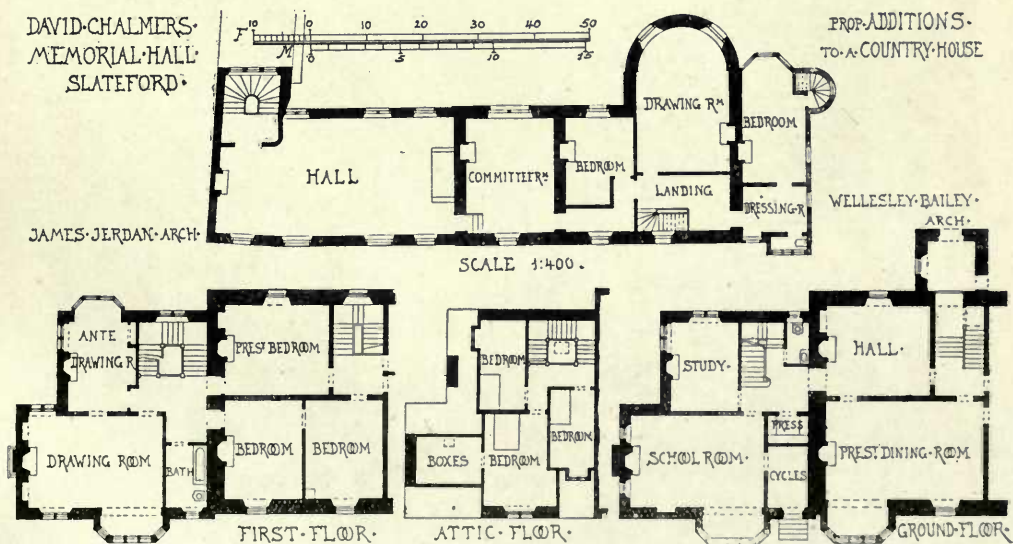 DAVID·CHALMERS·
MEMORIAL·HALL·
SLATEFORD·
F
10 0 10 20 30 40 50
M
0 5 10 15
PROP·ADDITIONS·
TO·A·COUNTRY·HOUSE
HALL
COMMITTEE RM.
BEDROOM
DRAWING RM
LANDING
BEDROOM
DRESSING·R
JAMES·JERDAN·ARCH·
WELLESLEY·BAILEY·
ARCH·
SCALE 1:400.
ANTE
DRAWING R
DRAWING ROOM
BATH
PREST BEDROOM
BEDROOM
BEDROOM
FIRST·FLOOR·
BEDROOM
BOXES
BEDROOM
BEDROOM
ATTIC·FLOOR·
STUDY·
HALL·
PRESS
SCHOOL ROOM·
CYCLES
PREST DINING·ROOM
GROUND·FLOOR·